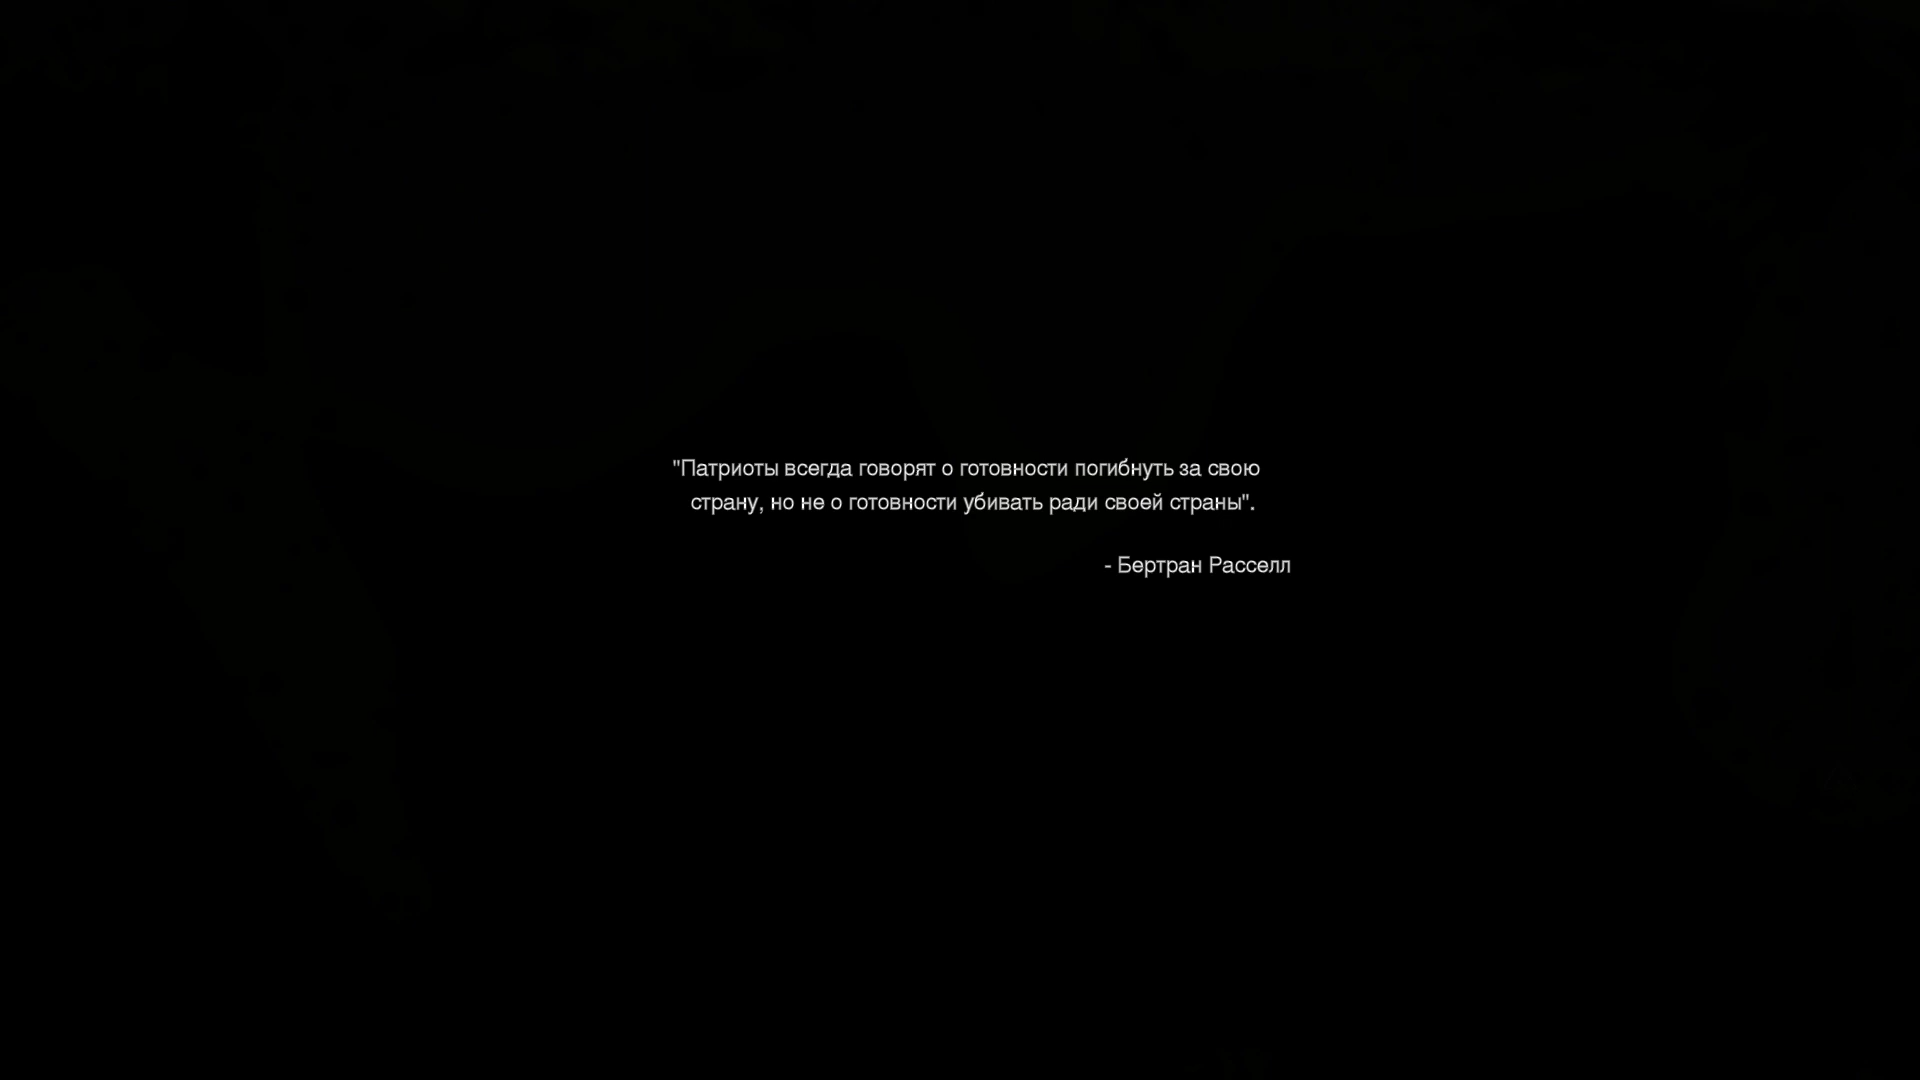 "Патриоты всегда говорят о готовности погибнуть за свою
страну, но не о готовности убивать ради своей страны".
- Бертран Расселл